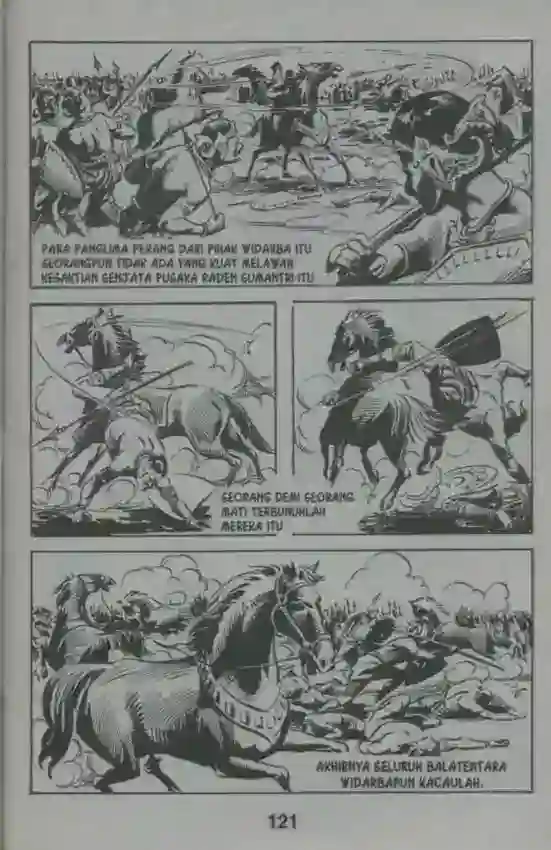 PARA PANGLIMA PERANG DARI PIHAK WIDARBA ITU
SEORANGPUN TIDAK ADA YANG KUAT MELAWAN
KESAKTIAN SENJATA PUSAKA RADEN SUMANTRI ITU
SEORANG DEMI SEORANG
MATI TERBUNUHLAH
MEREKA ITU
AKHIRNYA SELURUH BALATENTARA
WIDARBAPUN KACAULAH.
121